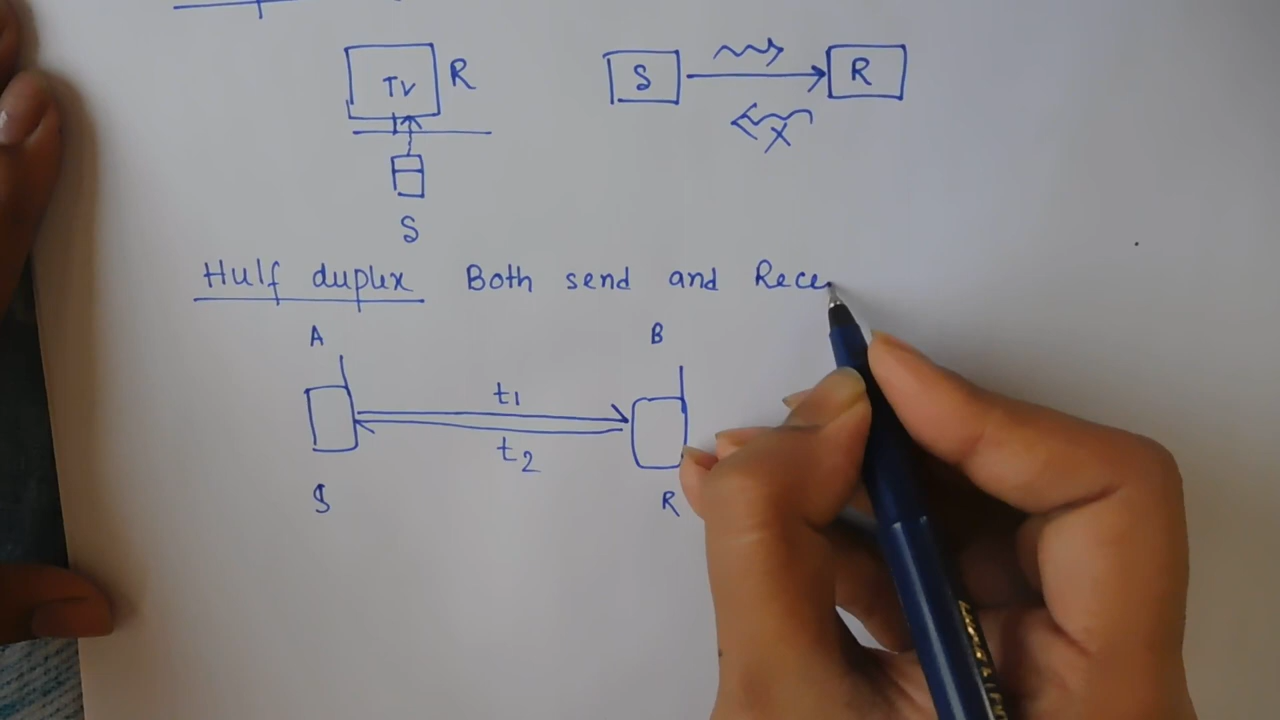 TV R S R
X
S
Hulf duplex Both send and Rece
A B
t1
t2
S R